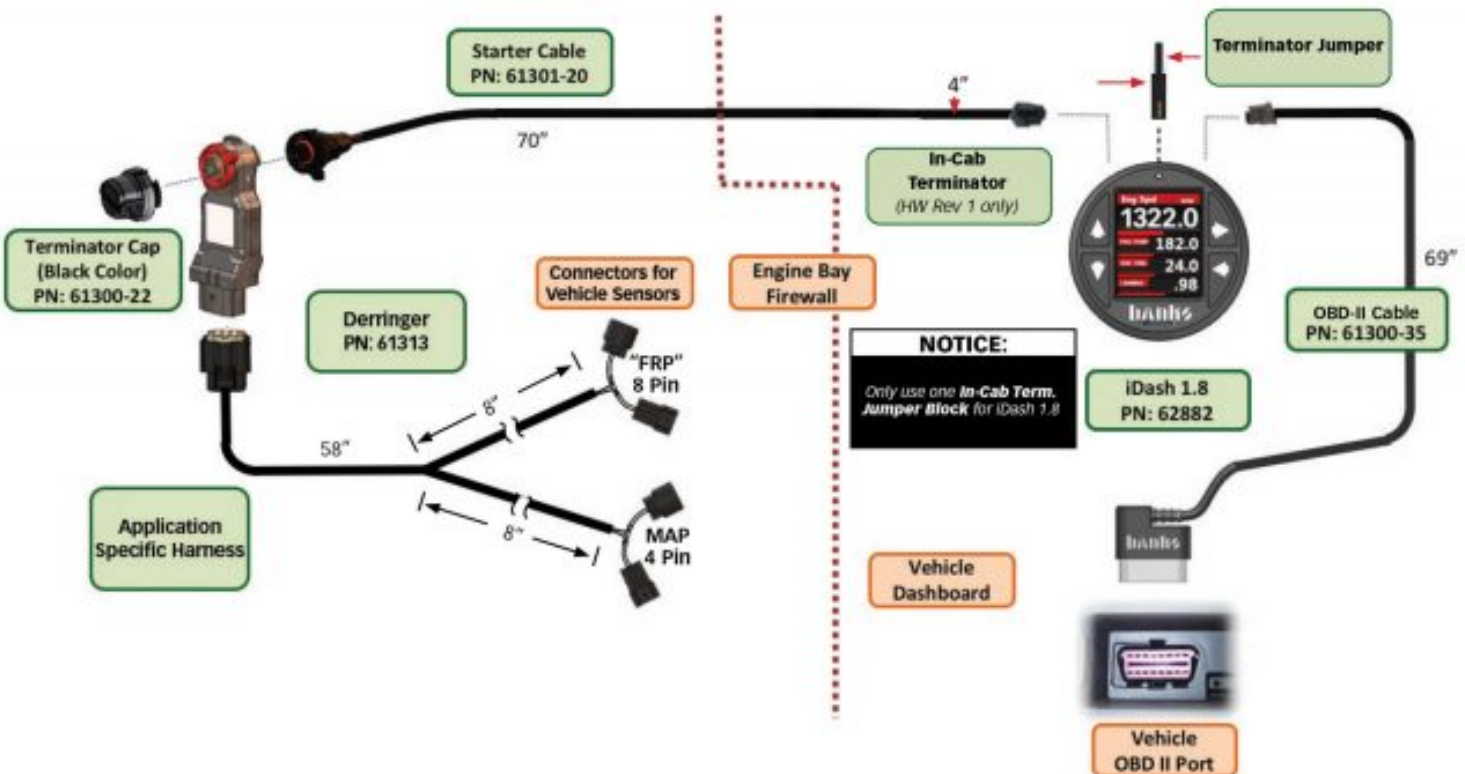 Starter Cable
PN: 61301-20
Terminator Jumper
4"
70"
In-Cab
Terminator
(HW Rev 1 only)
Terminator Cap
(Black Color)
PN: 61300-22
Eng Spd
1322.0
182.0
24.0
.98
banks
69"
Connectors for
Vehicle Sensors
Engine Bay
Firewall
Derringer
PN: 61313
OBD-II Cable
PN: 61300-35
"FRP"
8 Pin
8"
NOTICE:
Only use one In-Cab Term.
Jumper Block for iDash 1.8
iDash 1.8
PN: 62882
58"
Application
Specific Harness
8"
MAP
4 Pin
banks
Vehicle
Dashboard
Vehicle
OBD II Port